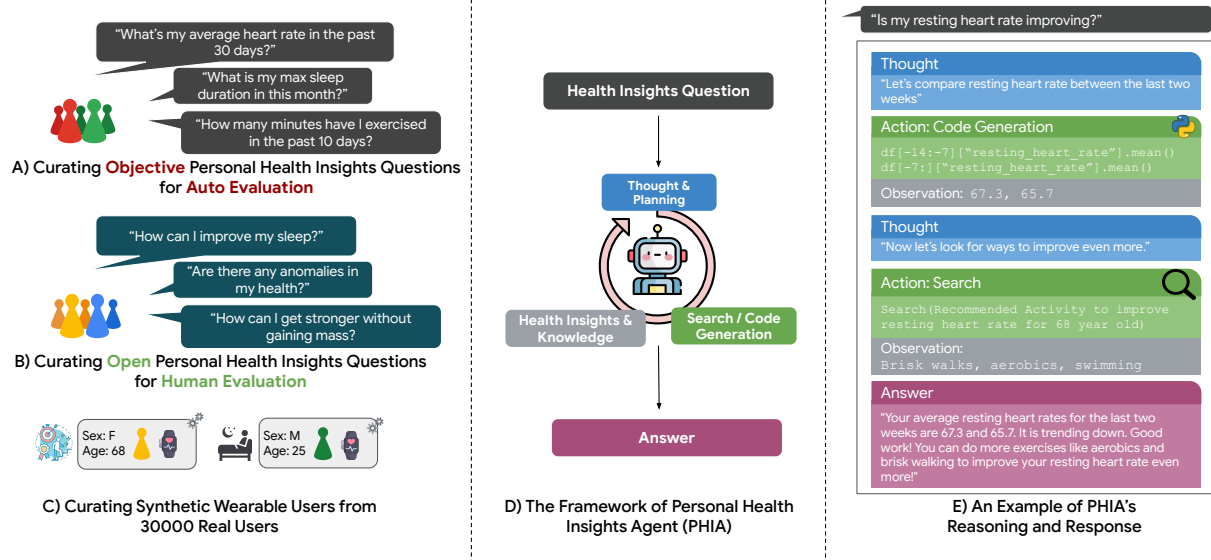 “What’s my average heart rate in the past
30 days?”
“What is my max sleep
duration in this month?”
“How many minutes have I exercised
in the past 10 days?
A) Curating Objective Personal Health Insights Questions
for Auto Evaluation
“How can I improve my sleep?”
“Are there any anomalies in
my health?”
“How can I get stronger without
gaining mass?
B) Curating Open Personal Health Insights Questions
for Human Evaluation
Sex: F
Age: 68
Sex: M
Age: 25
C) Curating Synthetic Wearable Users from
30000 Real Users
Health Insights Question
Thought &
Planning
Health Insights &
Knowledge
Search / Code
Generation
Answer
D) The Framework of Personal Health
Insights Agent (PHIA)
“Is my resting heart rate improving?”
Thought
“Let’s compare resting heart rate between the last two
weeks”
Action: Code Generation
df[-14:-7][“resting_heart_rate”].mean()
df[-7:][“resting_heart_rate”].mean()
Observation: 67.3, 65.7
Thought
“Now let’s look for ways to improve even more.”
Action: Search
Search(Recommended Activity to improve
resting heart rate for 68 year old)
Observation:
Brisk walks, aerobics, swimming
Answer
"Your average resting heart rates for the last two
weeks are 67.3 and 65.7. It is trending down. Good
work! You can do more exercises like aerobics and
brisk walking to improve your resting heart rate even
more!”
E) An Example of PHIA’s
Reasoning and Response